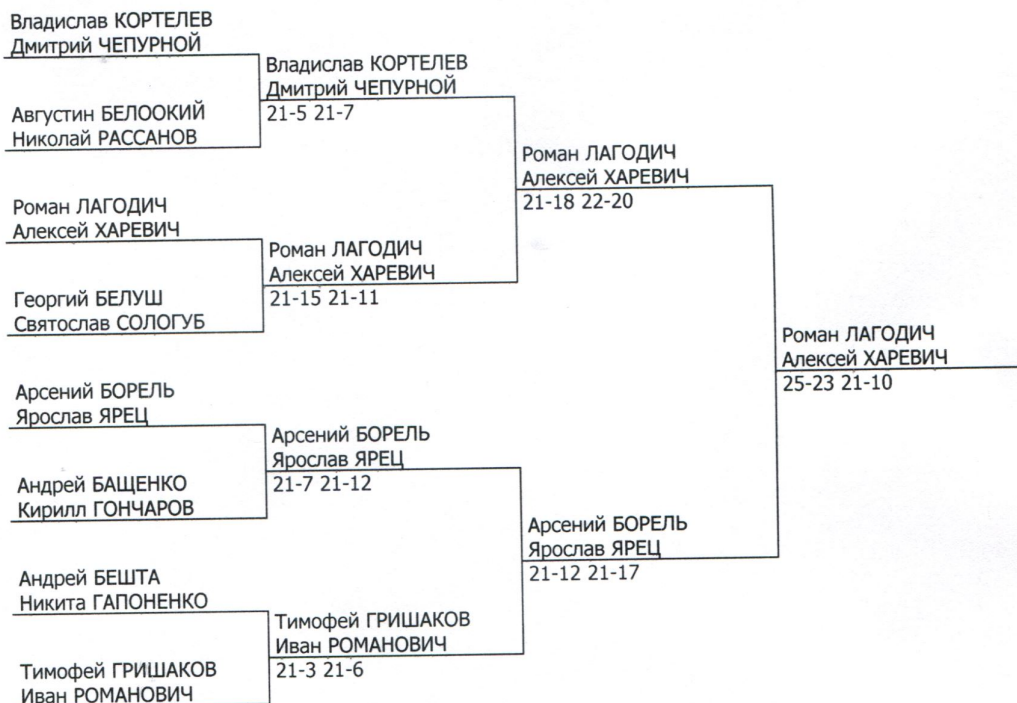 Владислав КОРТЕЛЕВ
Дмитрий ЧЕПУРНОЙ
Владислав КОРТЕЛЕВ
Дмитрий ЧЕПУРНОЙ
21-5 21-7
Августин БЕЛООКИЙ
Николай РАССАНОВ
Роман ЛАГОДИЧ
Алексей ХАРЕВИЧ
21-18 22-20
Роман ЛАГОДИЧ
Алексей ХАРЕВИЧ
Роман ЛАГОДИЧ
Алексей ХАРЕВИЧ
21-15 21-11
Георгий БЕЛУШ
Святослав СОЛОГУБ
Роман ЛАГОДИЧ
Алексей ХАРЕВИЧ
25-23 21-10
Арсений БОРЕЛЬ
Ярослав ЯРЕЦ
Арсений БОРЕЛЬ
Ярослав ЯРЕЦ
21-7 21-12
Андрей БАЩЕНКО
Кирилл ГОНЧАРОВ
Арсений БОРЕЛЬ
Ярослав ЯРЕЦ
21-12 21-17
Андрей БЕШТА
Никита ГАПОНЕНКО
Тимофей ГРИШАКОВ
Иван РОМАНОВИЧ
21-3 21-6
Тимофей ГРИШАКОВ
Иван РОМАНОВИЧ